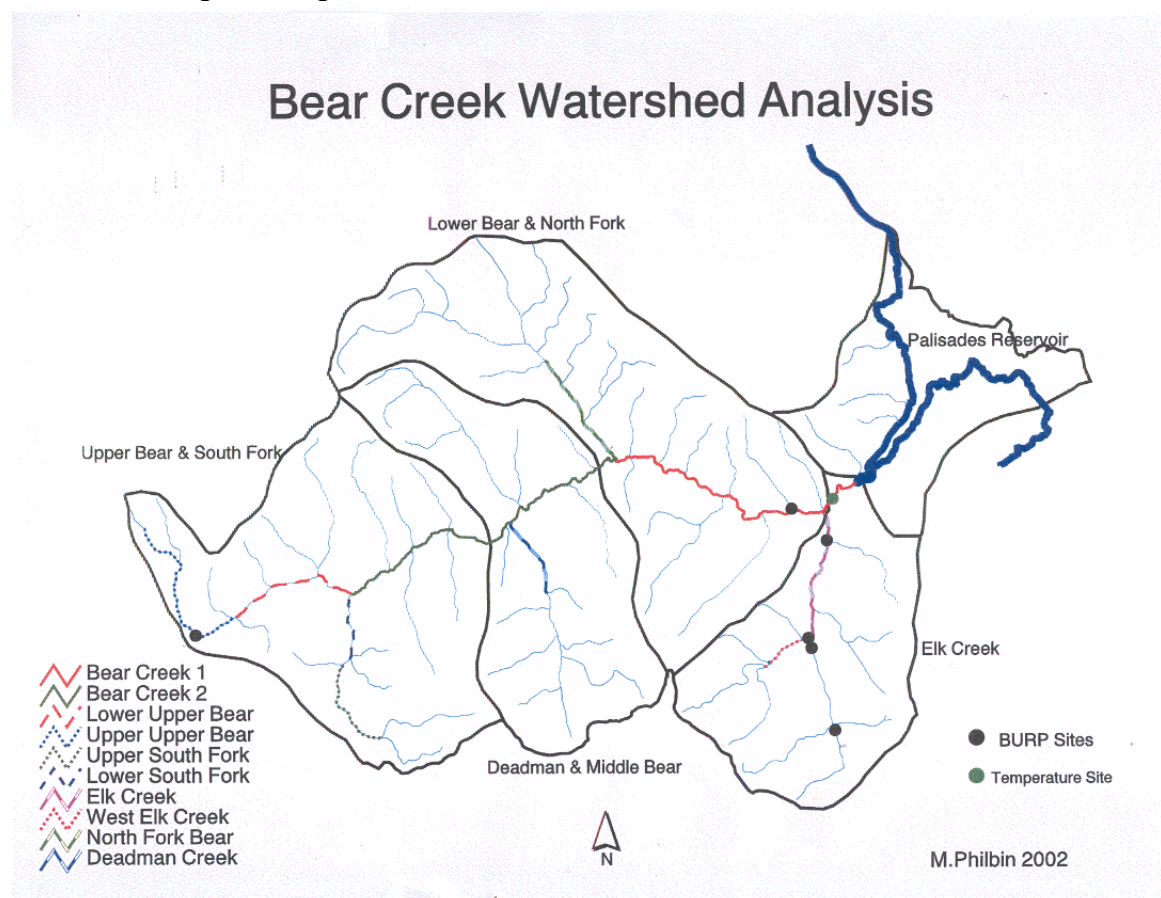 Bear Creek Watershed Analysis
Lower Bear & North Fork
Palisades Reservoir
Upper Bear & South Fork
Elk Creek
Deadman & Middle Bear
Bear Creek 1
Bear Creek 2
Lower Upper Bear
Upper Upper Bear
Upper South Fork
Lower South Fork
Elk Creek
West Elk Creek
North Fork Bear
Deadman Creek
BURP Sites
Temperature Site
N
M.Philbin 2002